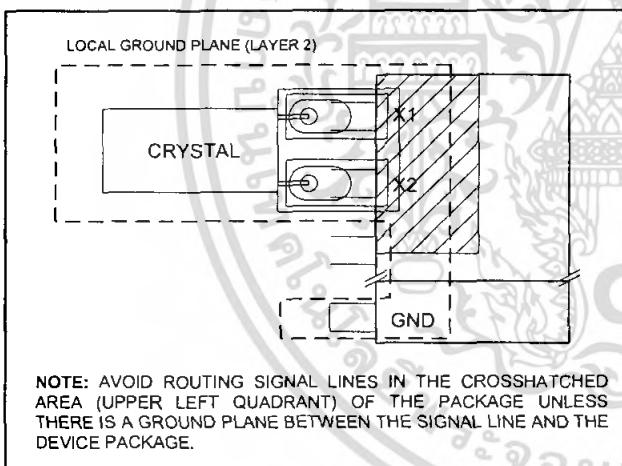 LOCAL GROUND PLANE (LAYER 2)
X1
CRYSTAL
X2
GND
NOTE: AVOID ROUTING SIGNAL LINES IN THE CROSSHATCHED
AREA (UPPER LEFT QUADRANT) OF THE PACKAGE UNLESS
THERE IS A GROUND PLANE BETWEEN THE SIGNAL LINE AND THE
DEVICE PACKAGE.